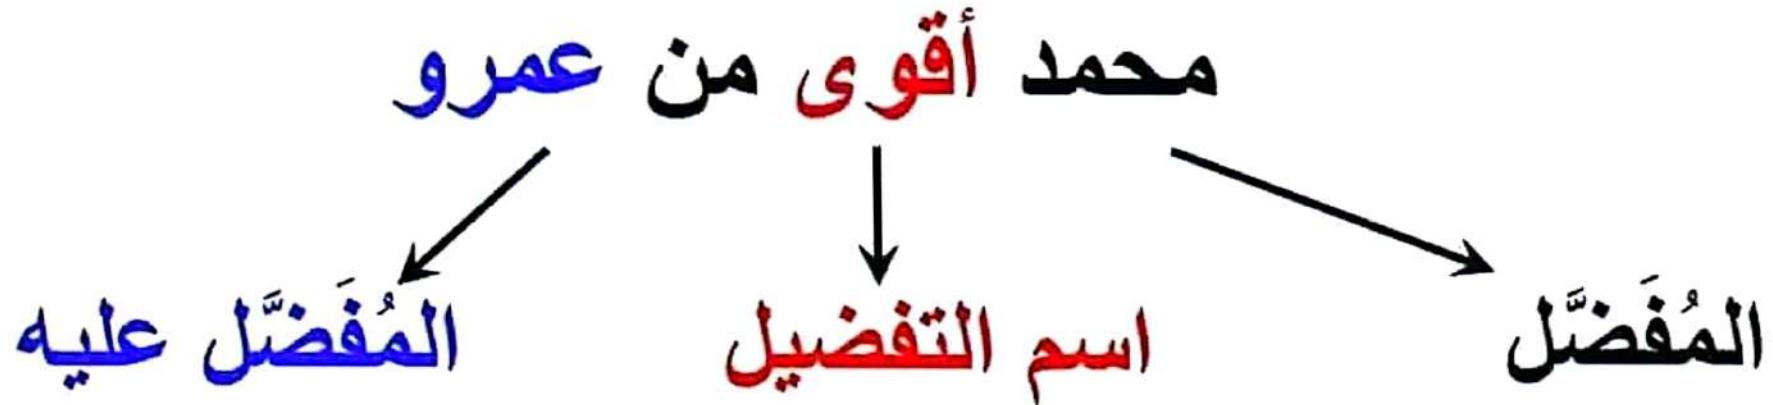 محمد أقوى من عمرو
المُفَضَّل اسم التفضيل المُفَضَّل عليه